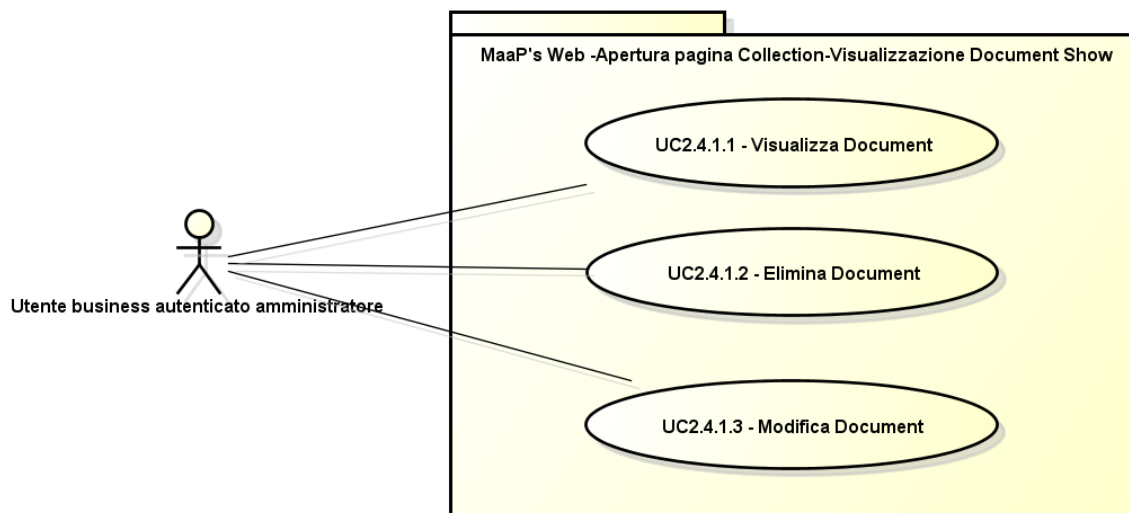 MaaP's Web -Apertura pagina Collection-Visualizzazione Document Show
UC2.4.1.1 - Visualizza Document
UC2.4.1.2 - Elimina Document
Utente business autenticato amministratore
UC2.4.1.3 - Modifica Document